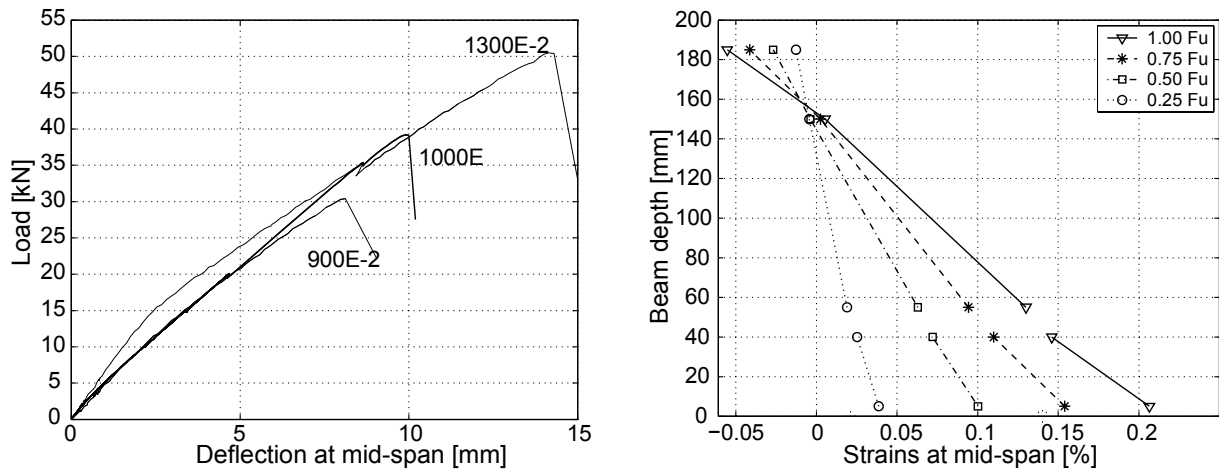 55
50
45
40
35
30
25
20
15
10
5
0
Load [kN]
1300E-2
1000E
900E-2
0 5 10 15
Deflection at mid-span [mm]
200
180
160
140
120
100
80
60
40
20
0
Beam depth [mm]
1.00 Fu
0.75 Fu
0.50 Fu
0.25 Fu
−0.05 0 0.05 0.1 0.15 0.2
Strains at mid-span [%]